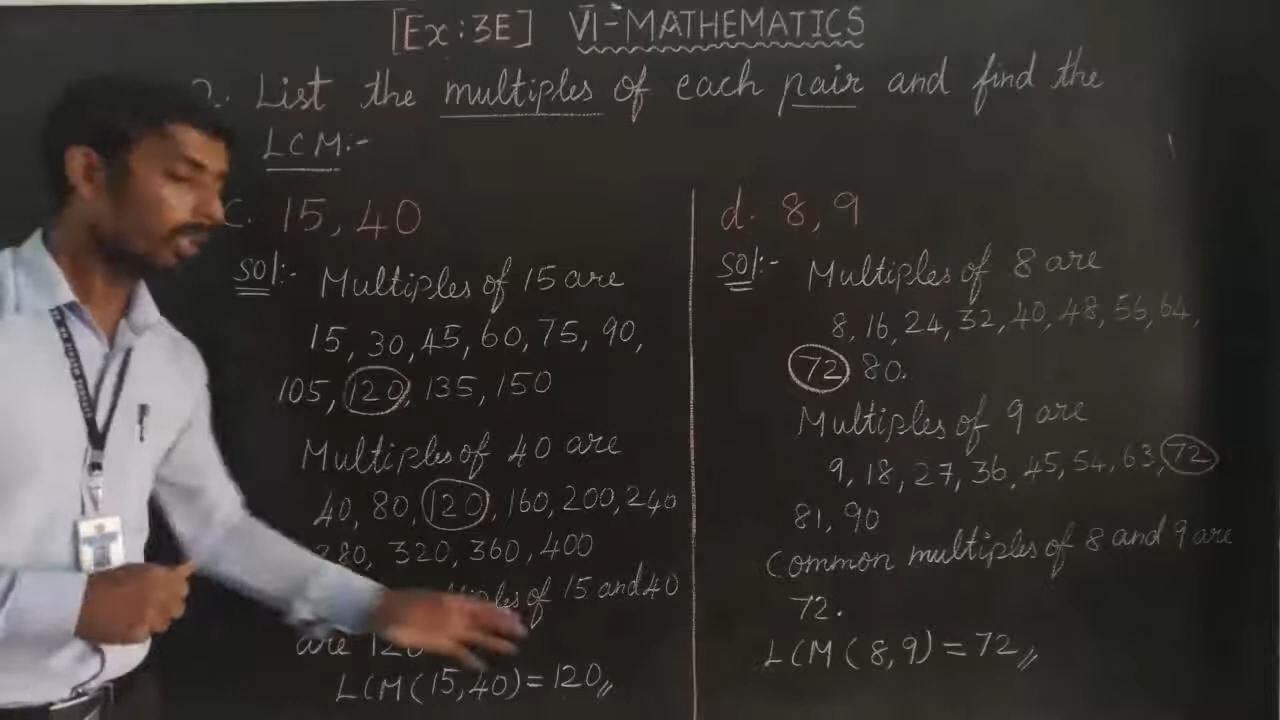 [Ex:3E] VI-MATHEMATICS
List the multiples of each pair and find the
LCM:-
c. 15, 40
Sol:- Multiples of 15 are
15, 30, 45, 60, 75, 90,
105, 120, 135, 150
Multiples of 40 are
40, 80, 120, 160, 200, 240
280, 320, 360, 400
of 15 and 40
are 120
LCM(15,40)=120
d. 8, 9
Sol:- Multiples of 8 are
8, 16, 24, 32, 40, 48, 56, 64,
72 80.
Multiples of 9 are
9, 18, 27, 36, 45, 54, 63, 72
81, 90
Common multiples of 8 and 9 are
72.
LCM(8,9)=72